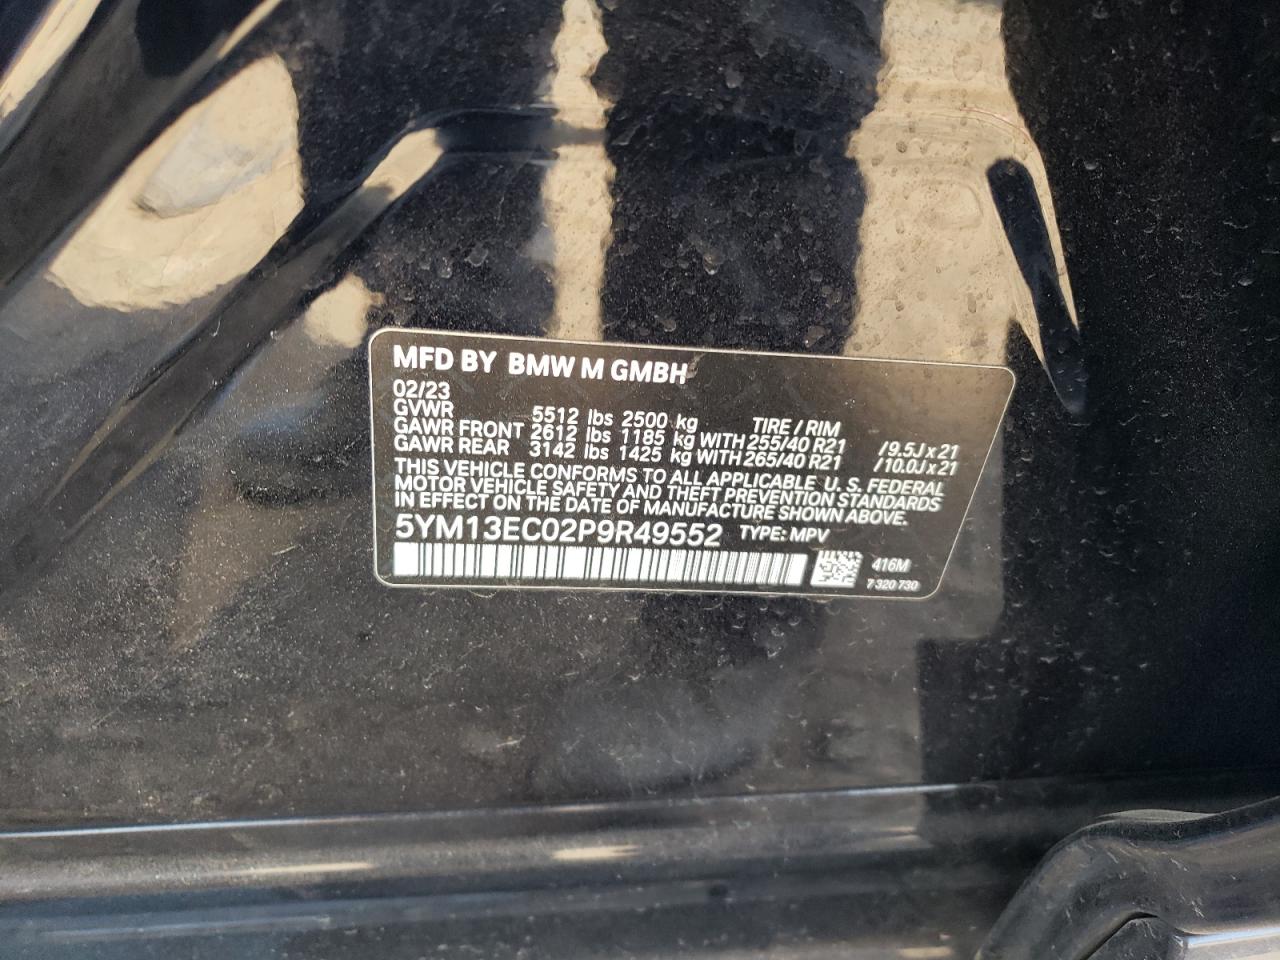 MFD BY BMW M GMBH
02/23
GVWR 5512 lbs 2500 kg TIRE / RIM
GAWR FRONT 2612 lbs 1185 kg WITH 255/40 R21 /9.5J x 21
GAWR REAR 3142 lbs 1425 kg WITH 265/40 R21 /10.0J x 21
THIS VEHICLE CONFORMS TO ALL APPLICABLE U. S. FEDERAL
MOTOR VEHICLE SAFETY AND THEFT PREVENTION STANDARDS
IN EFFECT ON THE DATE OF MANUFACTURE SHOWN ABOVE.
5YM13EC02P9R49552 TYPE: MPV
416M
7 320 730